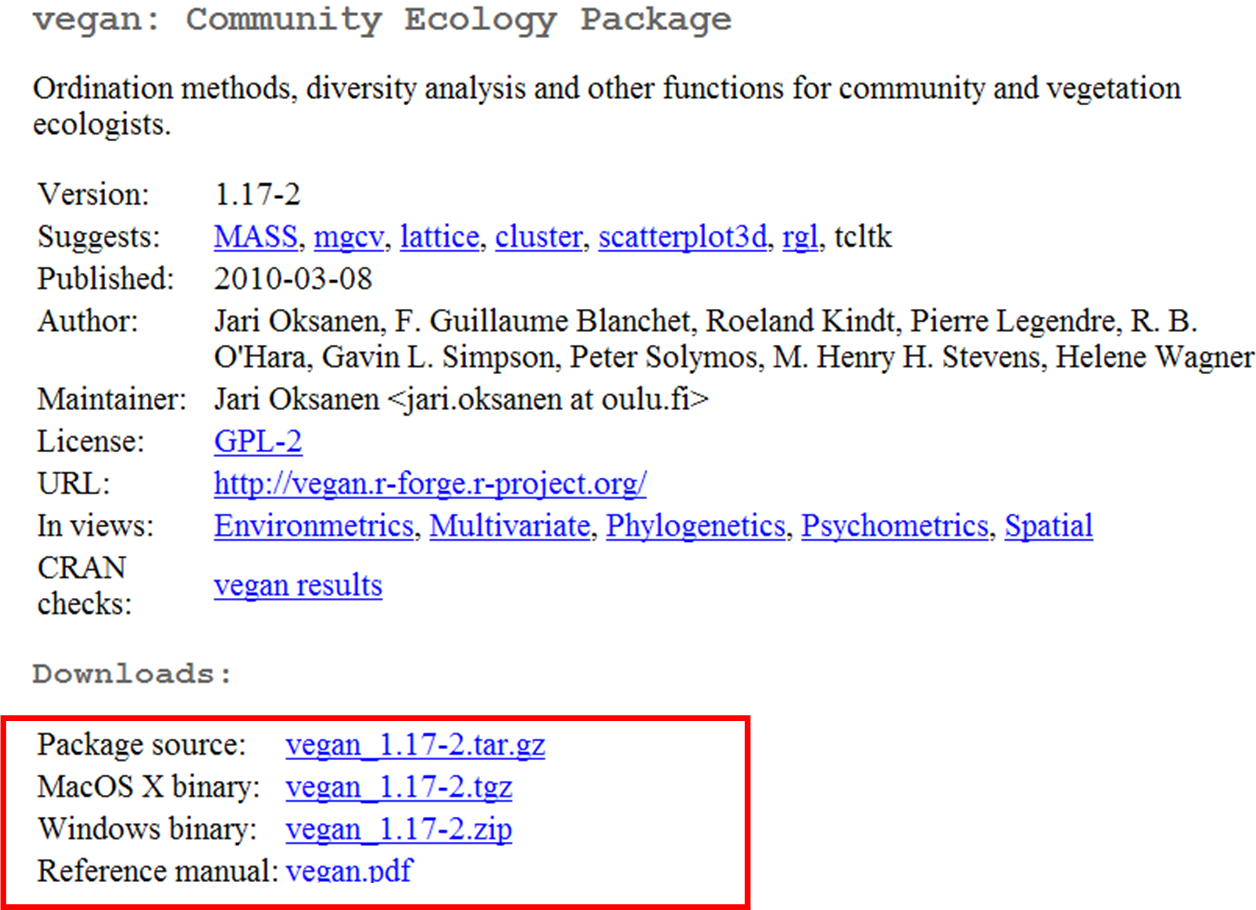 vegan: Community Ecology Package
Ordination methods, diversity analysis and other functions for community and vegetation
ecologists.
Version: 1.17-2
Suggests: MASS, mgcv, lattice, cluster, scatterplot3d, rgl, tcltk
Published: 2010-03-08
Author: Jari Oksanen, F. Guillaume Blanchet, Roeland Kindt, Pierre Legendre, R. B.
O'Hara, Gavin L. Simpson, Peter Solymos, M. Henry H. Stevens, Helene Wagner
Maintainer: Jari Oksanen <jari.oksanen at oulu.fi>
License: GPL-2
URL: http://vegan.r-forge.r-project.org/
In views: Environmetrics, Multivariate, Phylogenetics, Psychometrics, Spatial
CRAN
checks: vegan results
Downloads:
Package source: vegan_1.17-2.tar.gz
MacOS X binary: vegan_1.17-2.tgz
Windows binary: vegan_1.17-2.zip
Reference manual: vegan.pdf